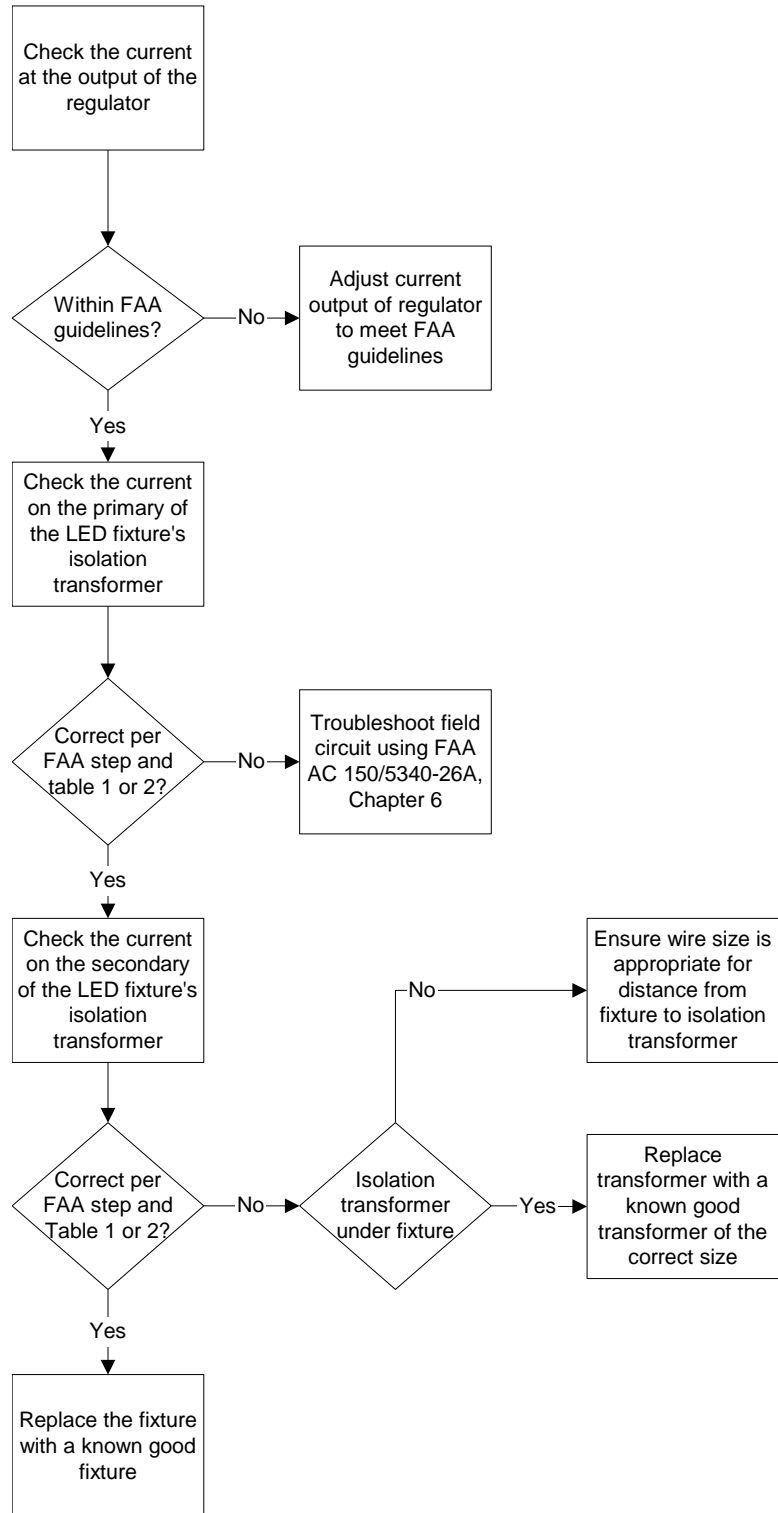 Check the current
at the output of the
regulator
Within FAA
guidelines?
No
Adjust current
output of regulator
to meet FAA
guidelines
Yes
Check the current
on the primary of
the LED fixture's
isolation
transformer
Correct per
FAA step and
table 1 or 2?
No
Troubleshoot field
circuit using FAA
AC 150/5340-26A,
Chapter 6
Yes
Check the current
on the secondary
of the LED fixture's
isolation
transformer
Correct per
FAA step and
Table 1 or 2?
No
Isolation
transformer
under fixture
No
Ensure wire size is
appropriate for
distance from
fixture to isolation
transformer
Yes
Replace
transformer with a
known good
transformer of the
correct size
Yes
Replace the fixture
with a known good
fixture